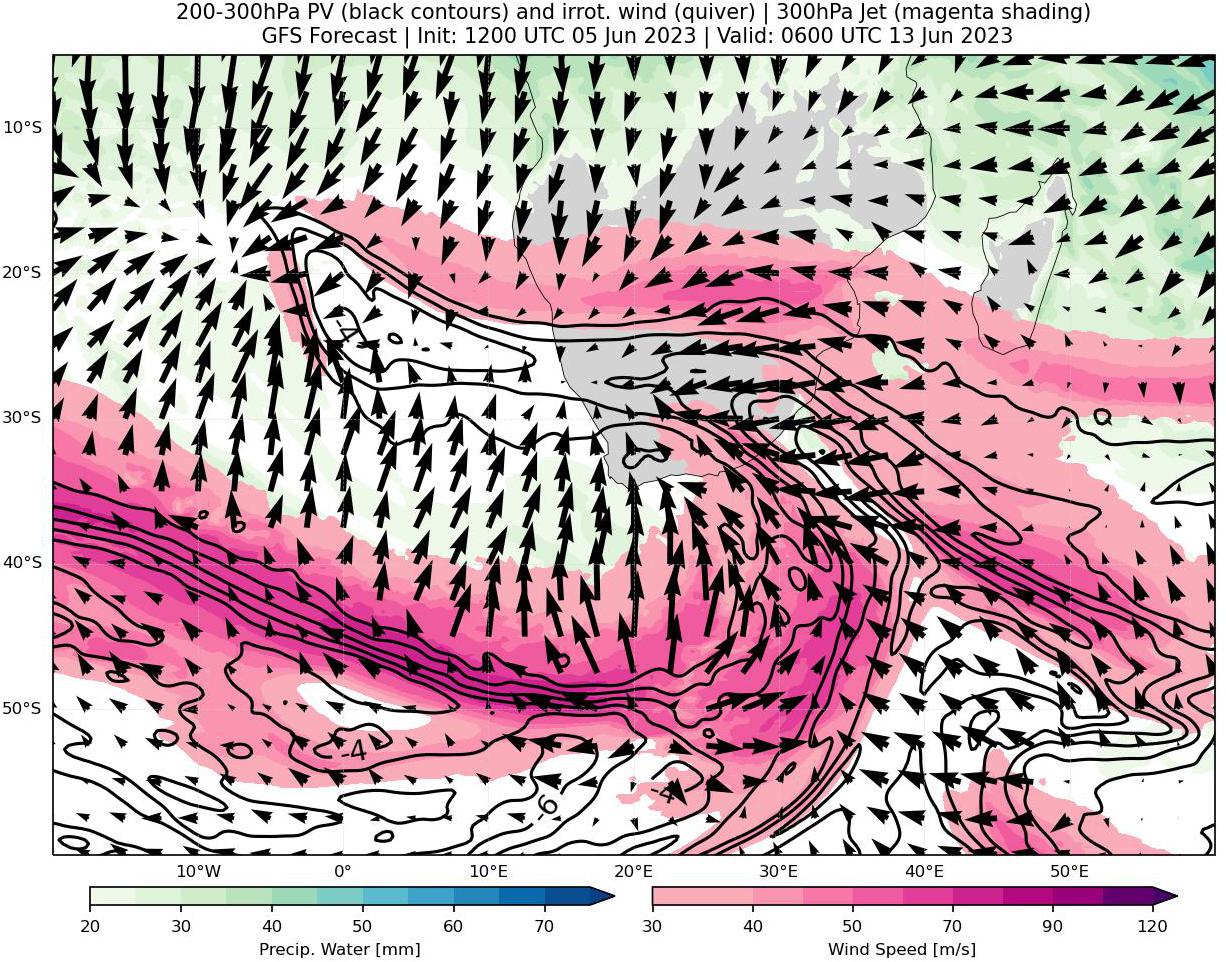 200-300hPa PV (black contours) and irrot. wind (quiver) | 300hPa Jet (magenta shading)
GFS Forecast | Init: 1200 UTC 05 Jun 2023 | Valid: 0600 UTC 13 Jun 2023
10°S
20°S
30°S
40°S
50°S
-4
-4
-4
-6
10°W 0° 10°E 20°E 30°E 40°E 50°E
20 30 40 50 60 70
Precip. Water [mm]
30 40 50 70 90 120
Wind Speed [m/s]